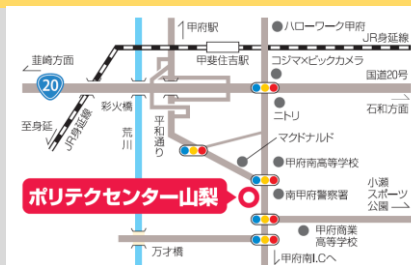 甲府駅
ハローワーク甲府
JR身延線
甲斐住吉駅
コジマ×ビックカメラ
韮崎方面
国道20号
20
彩火橋
ニトリ
石和方面
至身延
JR身延線
荒川
平和通り
マクドナルド
甲府南高等学校
ポリテクセンター山梨
南甲府警察署
小瀬
スポーツ
公園
甲府商業
高等学校
万才橋
甲府南I.Cへ